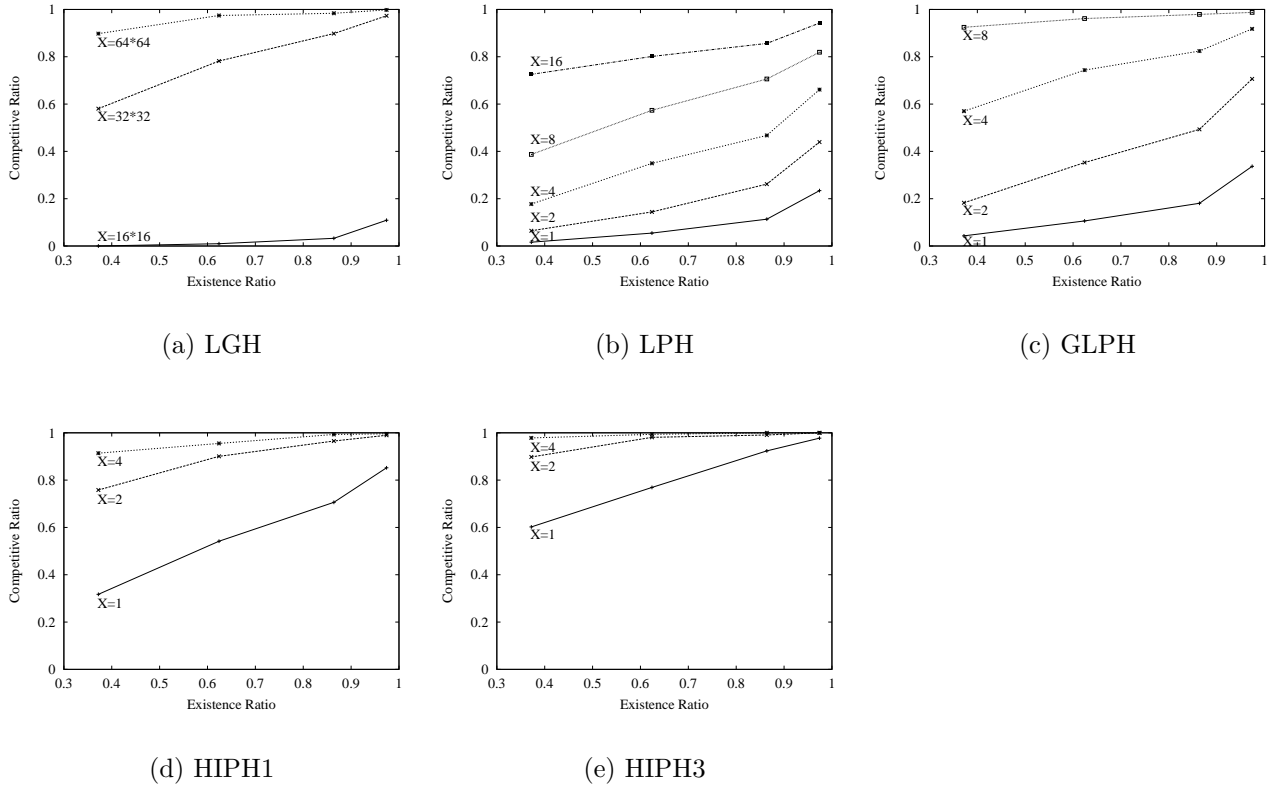 1
0.8
0.6
0.4
0.2
0
Competitive Ratio
X=64*64
X=32*32
X=16*16
0.3 0.4 0.5 0.6 0.7 0.8 0.9 1
Existence Ratio
(a) LGH
1
0.8
0.6
0.4
0.2
0
Competitive Ratio
X=16
X=8
X=4
X=2
X=1
0.3 0.4 0.5 0.6 0.7 0.8 0.9 1
Existence Ratio
(b) LPH
1
0.8
0.6
0.4
0.2
0
Competitive Ratio
X=8
X=4
X=2
X=1
0.3 0.4 0.5 0.6 0.7 0.8 0.9 1
Existence Ratio
(c) GLPH
1
0.8
0.6
0.4
0.2
0
Competitive Ratio
X=4
X=2
X=1
0.3 0.4 0.5 0.6 0.7 0.8 0.9 1
Existence Ratio
(d) HIPH1
1
0.8
0.6
0.4
0.2
0
Competitive Ratio
X=4
X=2
X=1
0.3 0.4 0.5 0.6 0.7 0.8 0.9 1
Existence Ratio
(e) HIPH3